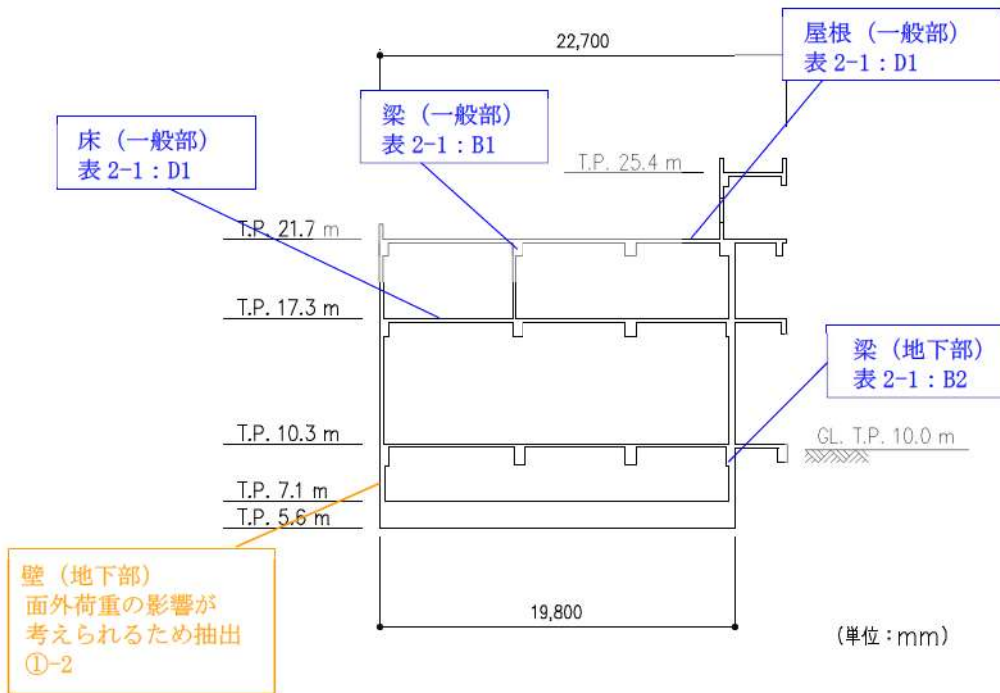 22,700
屋根（一般部）
表 2-1：D1
梁（一般部）
表 2-1：B1
床（一般部）
表 2-1：D1
T.P. 25.4 m
T.P. 21.7 m
T.P. 17.3 m
梁（地下部）
表 2-1：B2
T.P. 10.3 m
GL. T.P. 10.0 m
T.P. 7.1 m
T.P. 5.6 m
壁（地下部）
面外荷重の影響が
考えられるため抽出
①-2
19,800
(単位：mm)